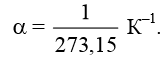 α = 1/273,15 К⁻¹.